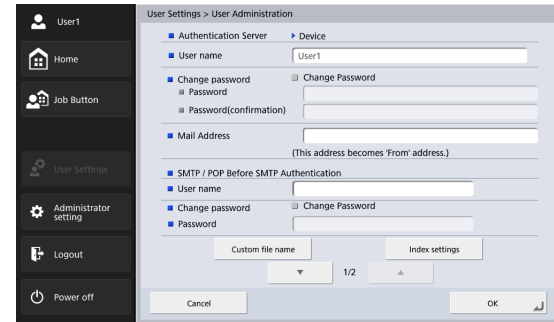 User1
Home
Job Button
User Settings
Administrator
setting
Logout
Power off
User Settings > User Administration
Authentication Server Device
User name User1
Change password Change Password
Password
Password(confirmation)
Mail Address
(This address becomes 'From' address.)
SMTP / POP Before SMTP Authentication
User name
Change password Change Password
Password
Custom file name Index settings
1/2
Cancel OK